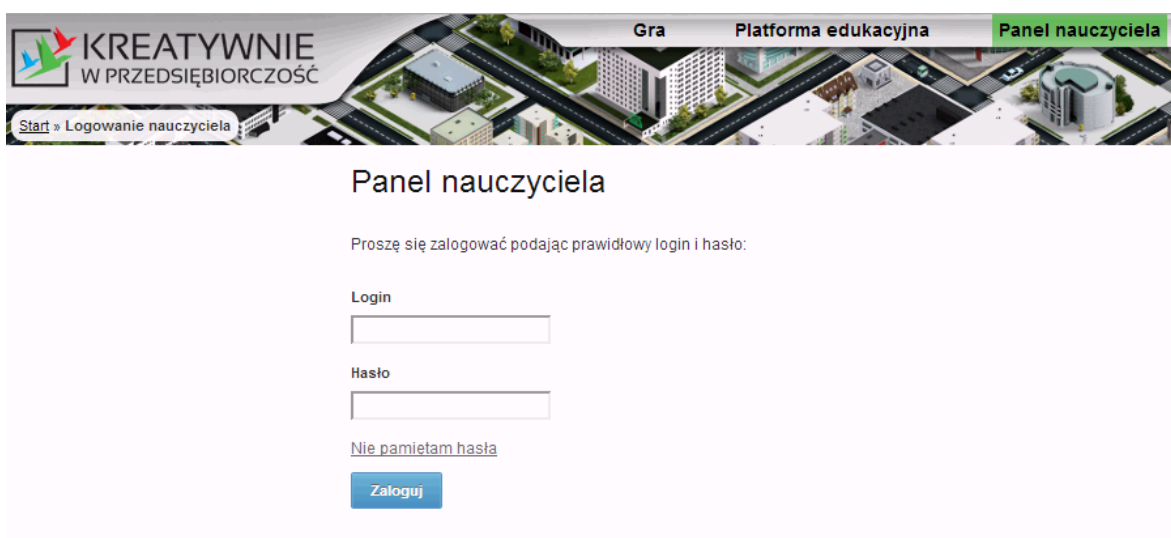 KREATYWNIE
W PRZEDSIĘBIORCZOŚĆ
Gra
Platforma edukacyjna
Panel nauczyciela
Start » Logowanie nauczyciela
Panel nauczyciela
Proszę się zalogować podając prawidłowy login i hasło:
Login
Hasło
Nie pamiętam hasła
Zaloguj